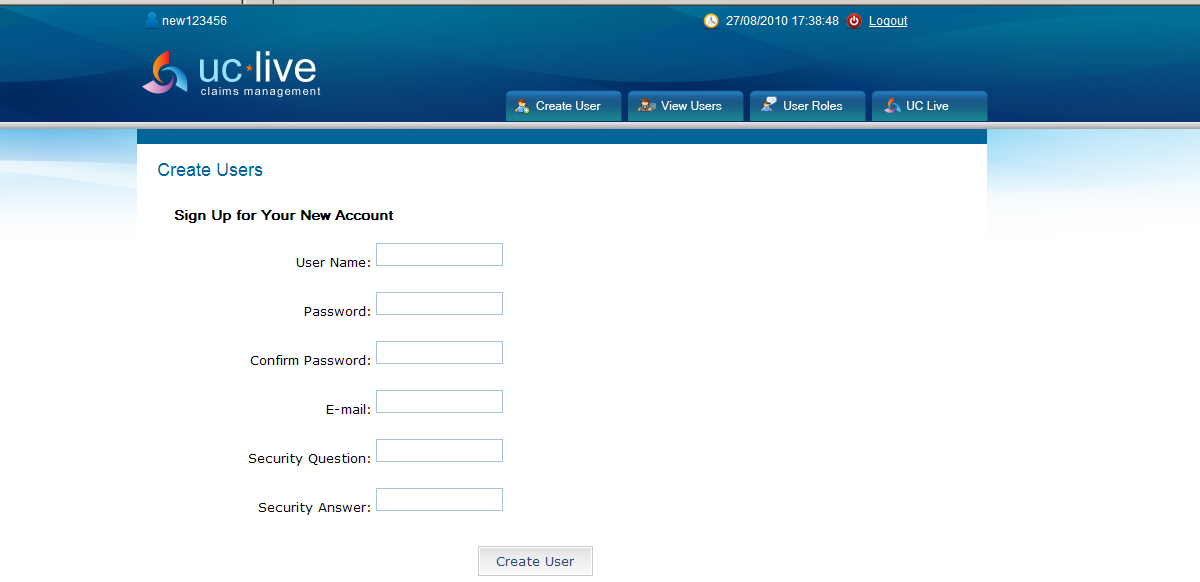 new123456
27/08/2010 17:38:48 Logout
uc live
claims management
Create User View Users User Roles UC Live
Create Users
Sign Up for Your New Account
User Name:
Password:
Confirm Password:
E-mail:
Security Question:
Security Answer:
Create User